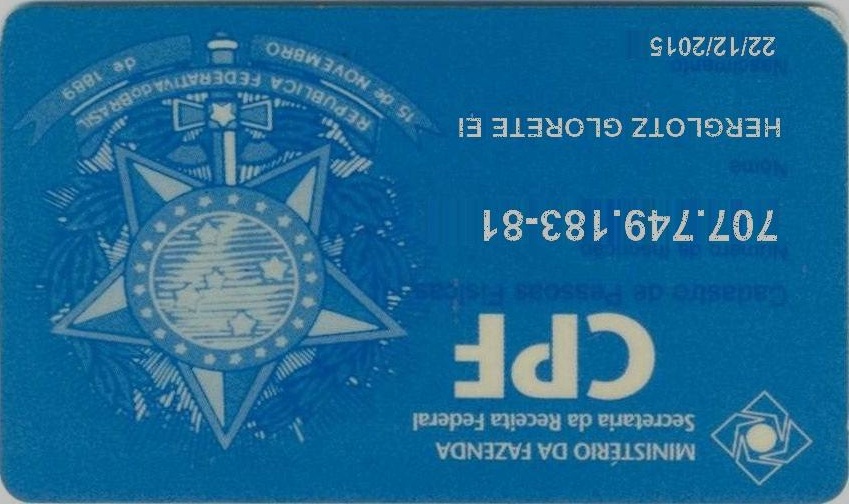 MINISTÉRIO DA FAZENDA
Secretaria da Receita Federal
CPF
Cadastro de Pessoas Físicas
Número de Inscrição
707.749.183-81
Nome
HERGLOTZ GLORETE EI
Nascimento
22/12/2015
REPUBLICA FEDERATIVA do BRASIL
15 de NOVEMBRO de 1889